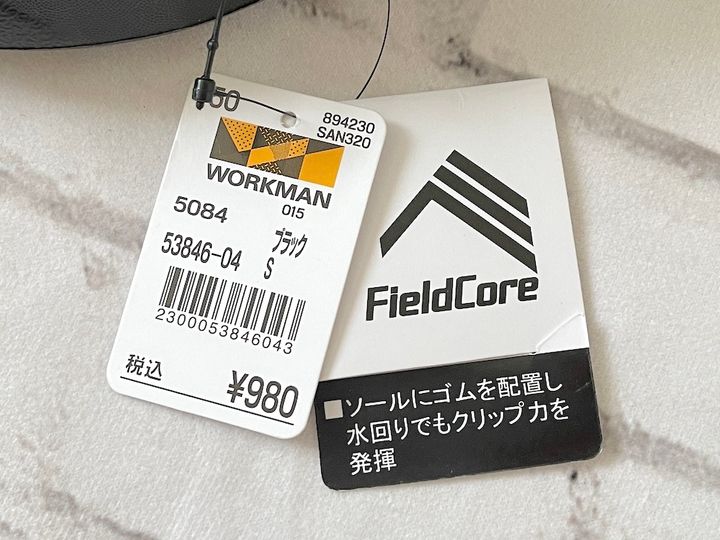 50
894230
SAN320
WORKMAN
015
5084
ブラック
53846-04
S
2300053846043
税込
¥980
FieldCore
■ソールにゴムを配置し
水回りでもクリップ力を
発揮